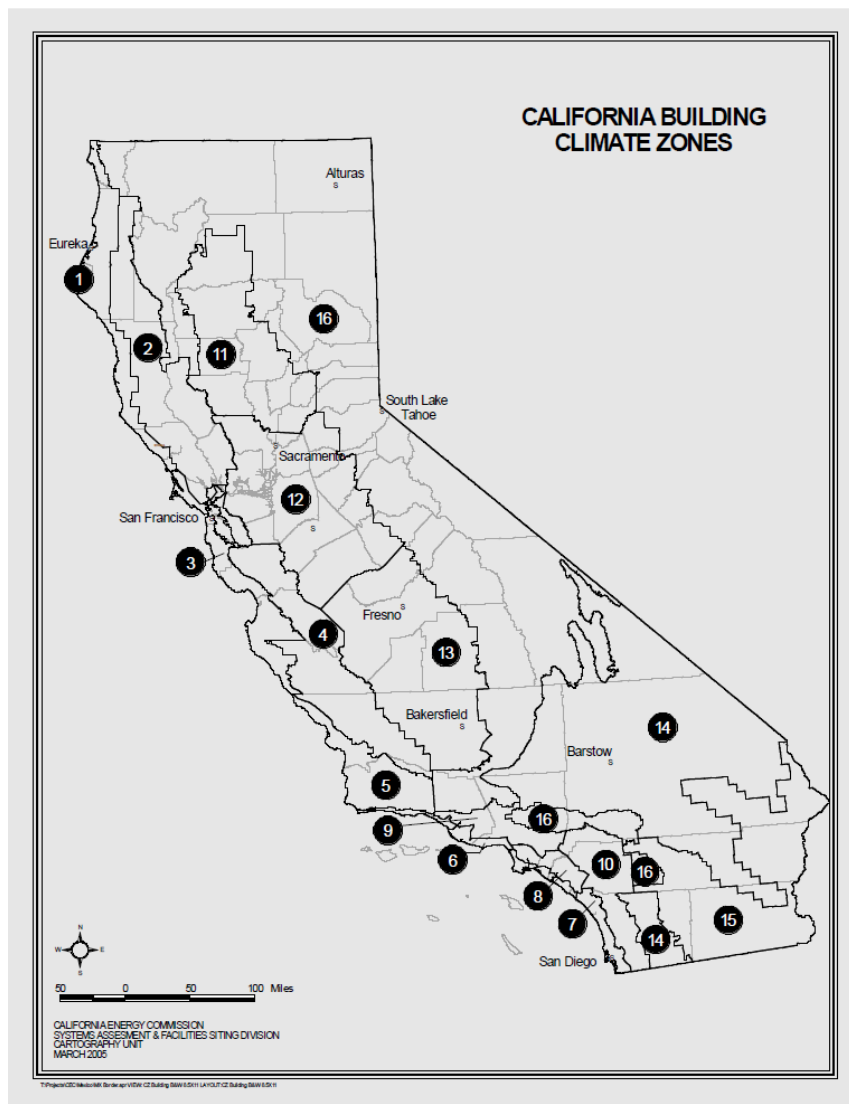 CALIFORNIA BUILDING
CLIMATE ZONES
Alturas
S
Eureka
1
16
2
11
South Lake
Tahoe
S
S
Sacramento
12
San Francisco
S
3
Fresno
S
4
13
Bakersfield
S
14
Barstow
S
5
16
9
6
10
16
8
7
15
14
San Diego
S
N
W
E
S
50 0 50 100 Miles
CALIFORNIA ENERGY COMMISSION
SYSTEMS ASSESMENT & FACILITIES SITING DIVISION
CARTOGRAPHY UNIT
MARCH 2005